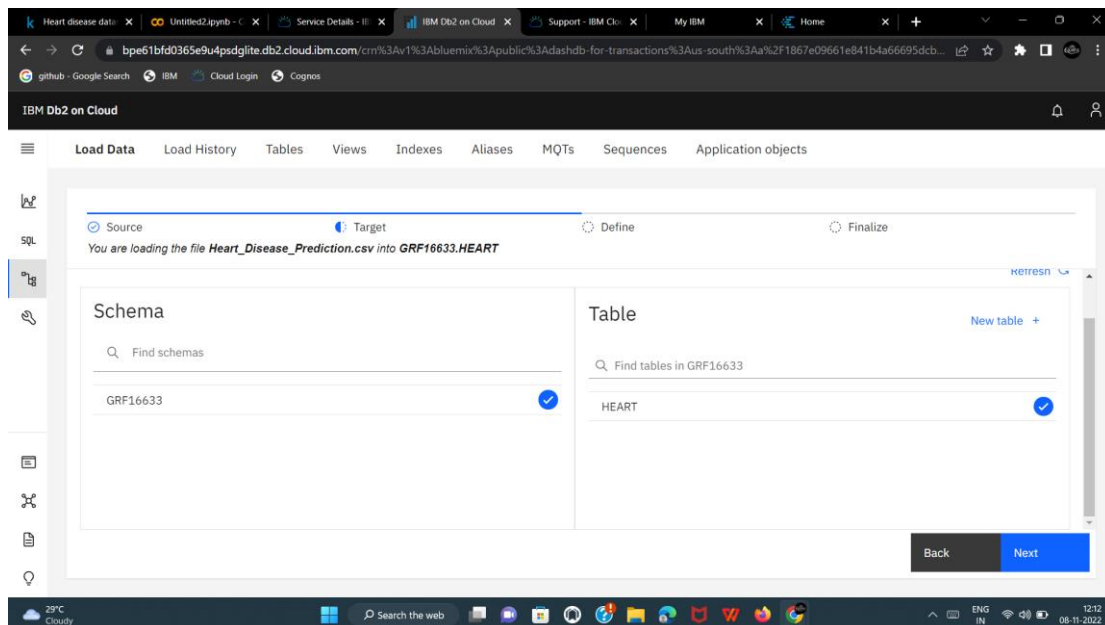 Heart disease data
Untitled2.ipynb - C
Service Details - IB
IBM Db2 on Cloud
Support - IBM Clo
My IBM
Home
bpe61bfd0365e9u4psdglite.db2.cloud.ibm.com/crn%3Av1%3Abluemix%3Apublic%3Adashdb-for-transactions%3Aus-south%3Aa%2F1867e09661e841b4a66695dcb...
github - Google Search
IBM
Cloud Login
Cognos
IBM Db2 on Cloud
Load Data
Load History
Tables
Views
Indexes
Aliases
MQTs
Sequences
Application objects
SQL
Source
Target
Define
Finalize
You are loading the file Heart_Disease_Prediction.csv into GRF16633.HEART
Refresh
Schema
Find schemas
GRF16633
Table
New table +
Find tables in GRF16633
HEART
Back
Next
29°C
Cloudy
Search the web
ENG
IN
12:12
08-11-2022